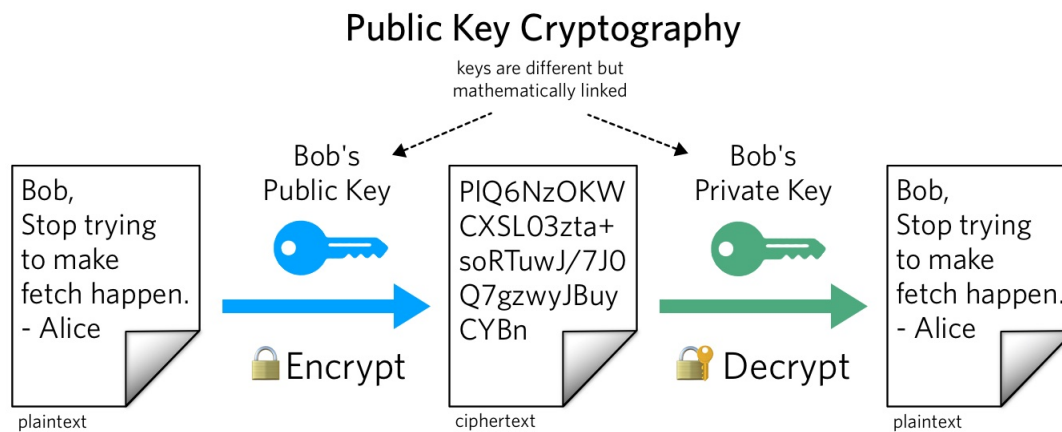 Public Key Cryptography
keys are different but
mathematically linked
Bob,
Stop trying
to make
fetch happen.
- Alice
plaintext
Bob's
Public Key
Encrypt
PlQ6NzOKW
CXSL03zta+
soRTuwJ/7J0
Q7gzwyJBuy
CYBn
ciphertext
Bob's
Private Key
Decrypt
Bob,
Stop trying
to make
fetch happen.
- Alice
plaintext